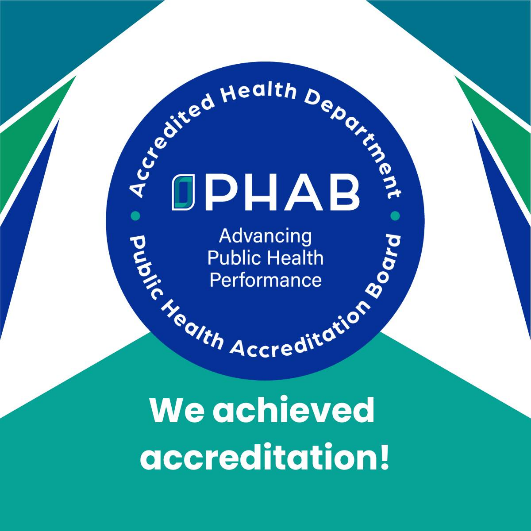 Accredited Health Department
PHAB
Advancing
Public Health
Performance
Public Health Accreditation Board
We achieved
accreditation!